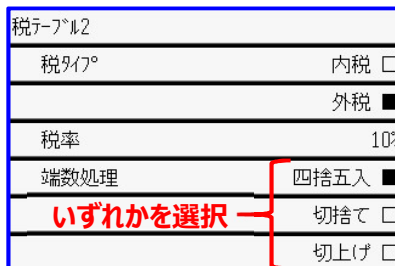 税ﾃｰﾌﾞﾙ2
税ﾀｲﾌﾟ 内税 □
外税 ■
税率 10%
端数処理 四捨五入 ■
いずれかを選択 切捨て □
切上げ □